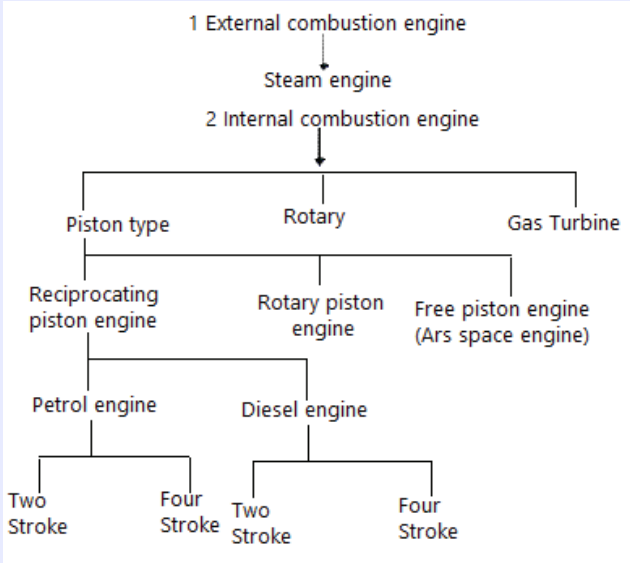 1 External combustion engine
Steam engine
2 Internal combustion engine
Piston type
Rotary
Gas Turbine
Reciprocating
piston engine
Rotary piston
engine
Free piston engine
(Ars space engine)
Petrol engine
Diesel engine
Two
Stroke
Four
Stroke
Two
Stroke
Four
Stroke